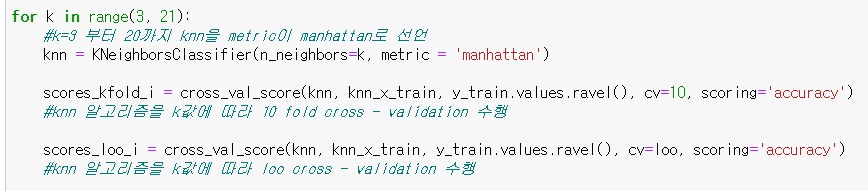 for k in range(3, 21):
#k=3 부터 20까지 knn을 metric이 manhattan로 선언
knn = KNeighborsClassifier(n_neighbors=k, metric = 'manhattan')
scores_kfold_i = cross_val_score(knn, knn_x_train, y_train.values.ravel(), cv=10, scoring='accuracy')
#knn 알고리즘을 k값에 따라 10 fold cross - validation 수행
scores_loo_i = cross_val_score(knn, knn_x_train, y_train.values.ravel(), cv=loo, scoring='accuracy')
#knn 알고리즘을 k값에 따라 loo cross - validation 수행